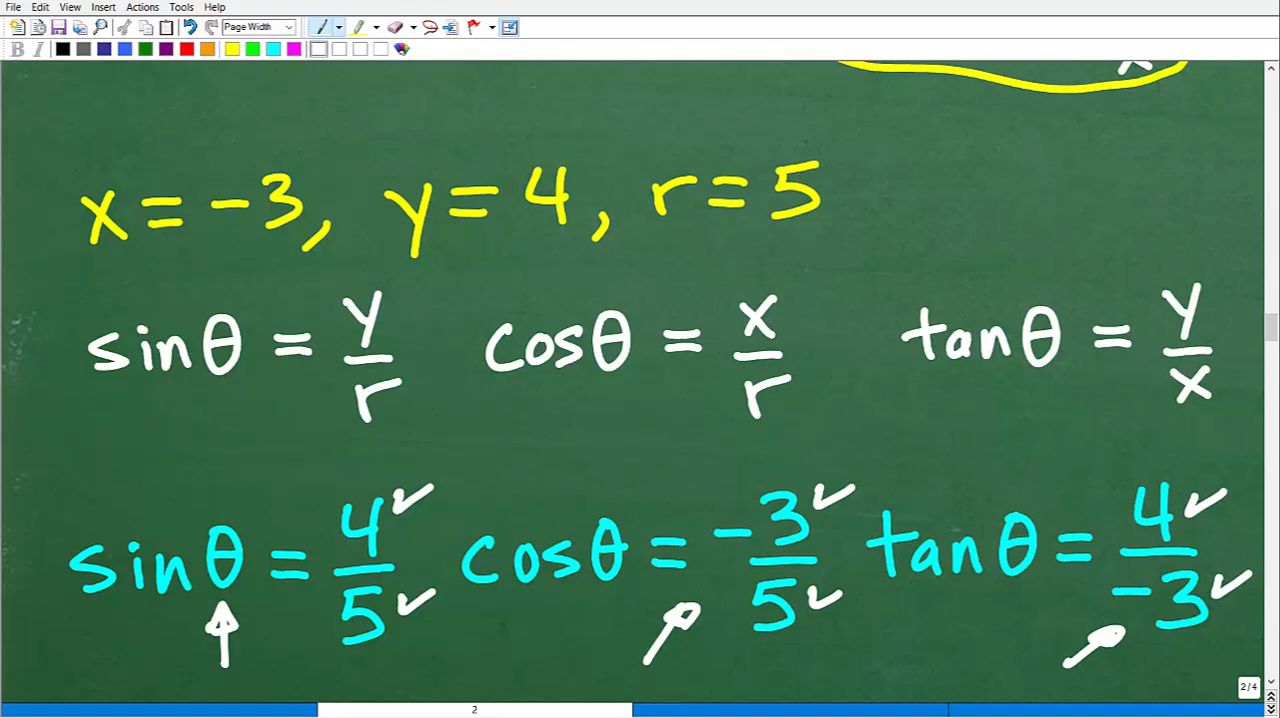 File Edit View Insert Actions Tools Help
Page Width
B I
x
x = -3, y = 4, r = 5
sinθ = y/r cosθ = x/r tanθ = y/x
sinθ = 4/5 cosθ = -3/5 tanθ = 4/-3
2/4
2